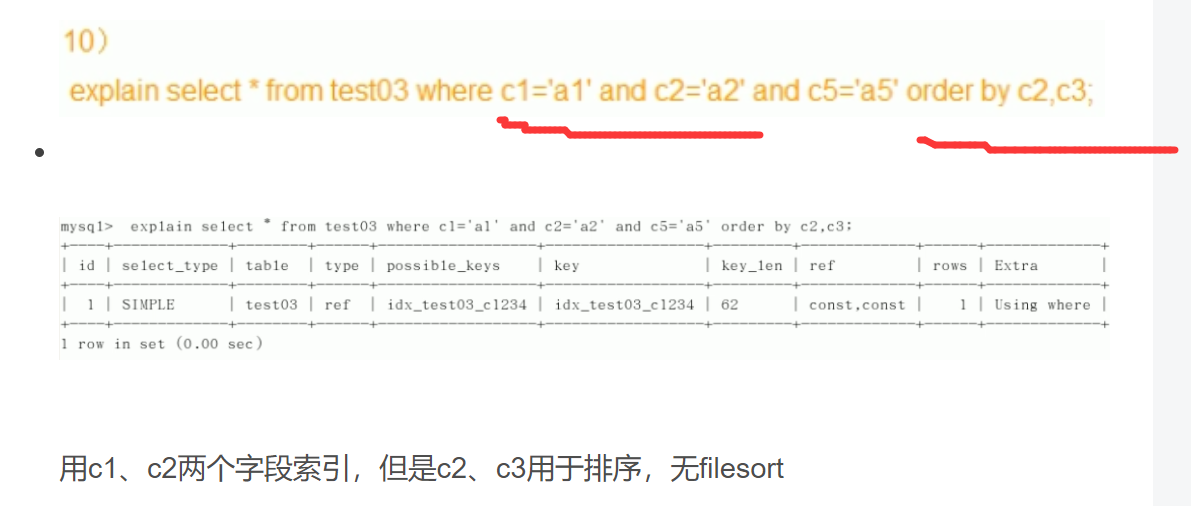 10）
explain select * from test03 where c1='a1' and c2='a2' and c5='a5' order by c2,c3;
mysql>  explain select * from test03 where c1='a1' and c2='a2' and c5='a5' order by c2,c3;
| id | select_type | table | type | possible_keys | key | key_len | ref | rows | Extra |
| 1 | SIMPLE | test03 | ref | idx_test03_c1234 | idx_test03_c1234 | 62 | const,const | 1 | Using where |
1 row in set (0.00 sec)
用c1、c2两个字段索引，但是c2、c3用于排序，无filesort